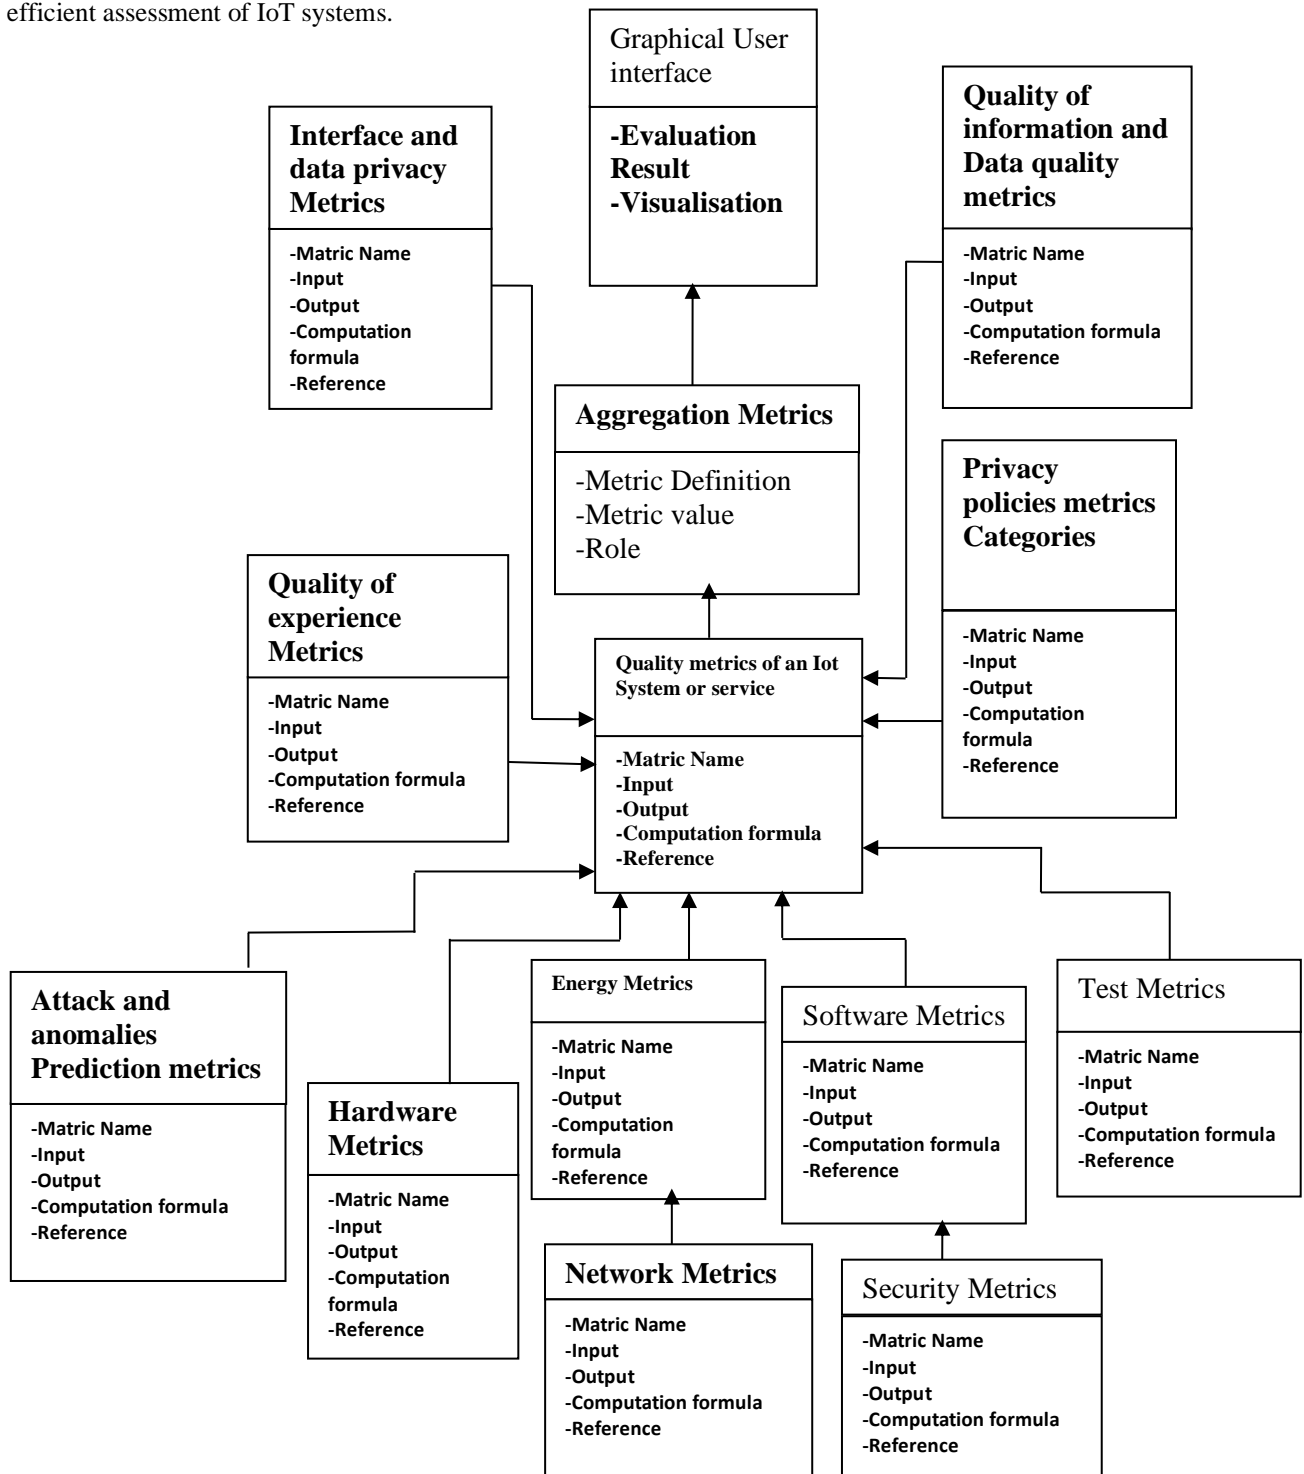 efficient assessment of IoT systems.
Graphical User
interface
-Evaluation
Result
-Visualisation
Interface and
data privacy
Metrics
-Matric Name
-Input
-Output
-Computation
formula
-Reference
Quality of
information and
Data quality
metrics
-Matric Name
-Input
-Output
-Computation formula
-Reference
Aggregation Metrics
-Metric Definition
-Metric value
-Role
Privacy
policies metrics
Categories
-Matric Name
-Input
-Output
-Computation
formula
-Reference
Quality of
experience
Metrics
-Matric Name
-Input
-Output
-Computation formula
-Reference
Quality metrics of an Iot
System or service
-Matric Name
-Input
-Output
-Computation formula
-Reference
Attack and
anomalies
Prediction metrics
-Matric Name
-Input
-Output
-Computation formula
-Reference
Hardware
Metrics
-Matric Name
-Input
-Output
-Computation
formula
-Reference
Energy Metrics
-Matric Name
-Input
-Output
-Computation
formula
-Reference
Software Metrics
-Matric Name
-Input
-Output
-Computation formula
-Reference
Test Metrics
-Matric Name
-Input
-Output
-Computation formula
-Reference
Network Metrics
-Matric Name
-Input
-Output
-Computation formula
-Reference
Security Metrics
-Matric Name
-Input
-Output
-Computation formula
-Reference